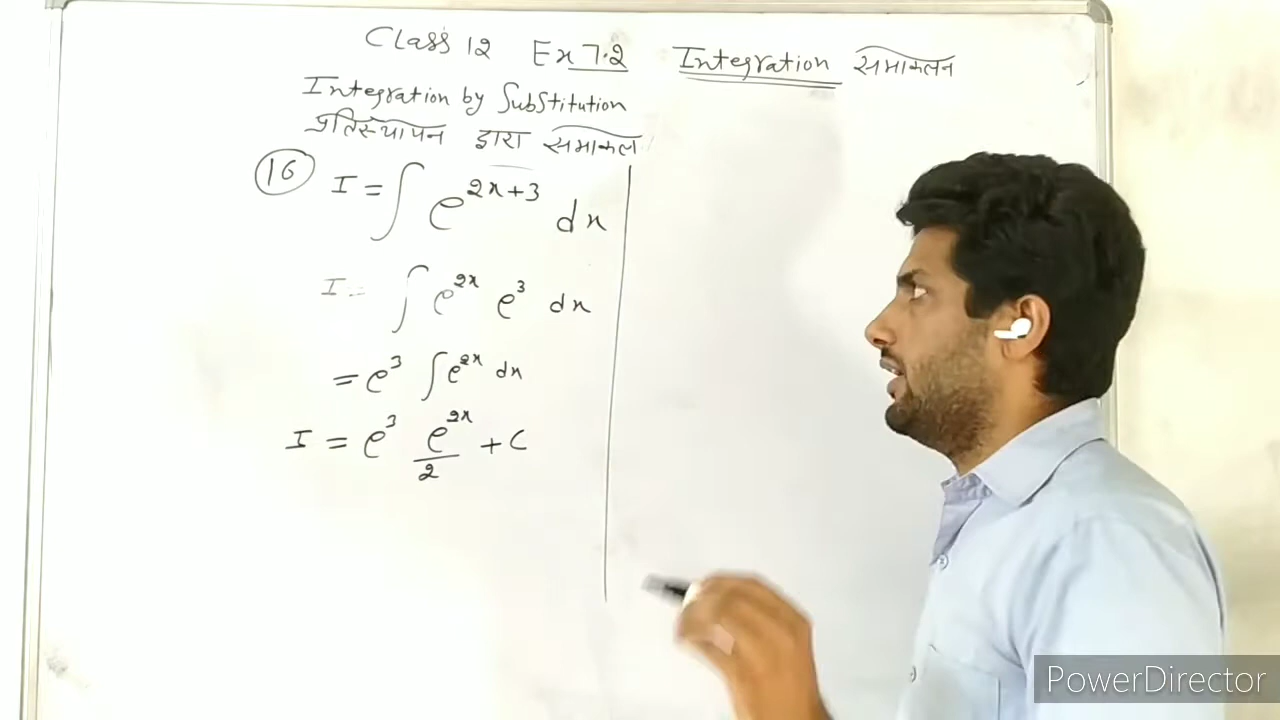 Class 12 Ex 7.2 Integration समाकलन
Integration by Substitution
प्रतिस्थापन द्वारा समाकल
16 I = ∫ e^{2x+3} dx
I = ∫ e^{2x} e^3 dx
= e^3 ∫ e^{2x} dx
I = e^3 e^{2x}/2 + C
PowerDirector